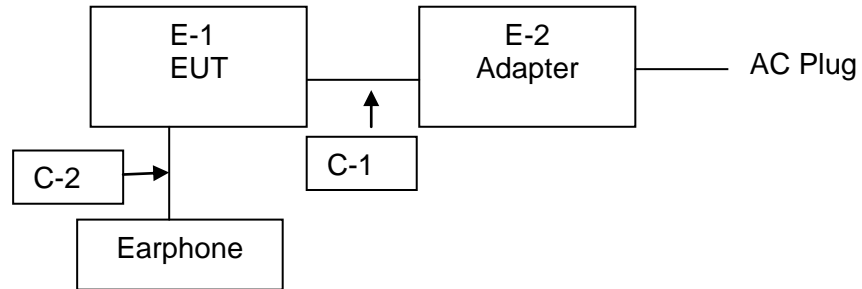 E-1
EUT
E-2
Adapter
AC Plug
C-1
C-2
Earphone